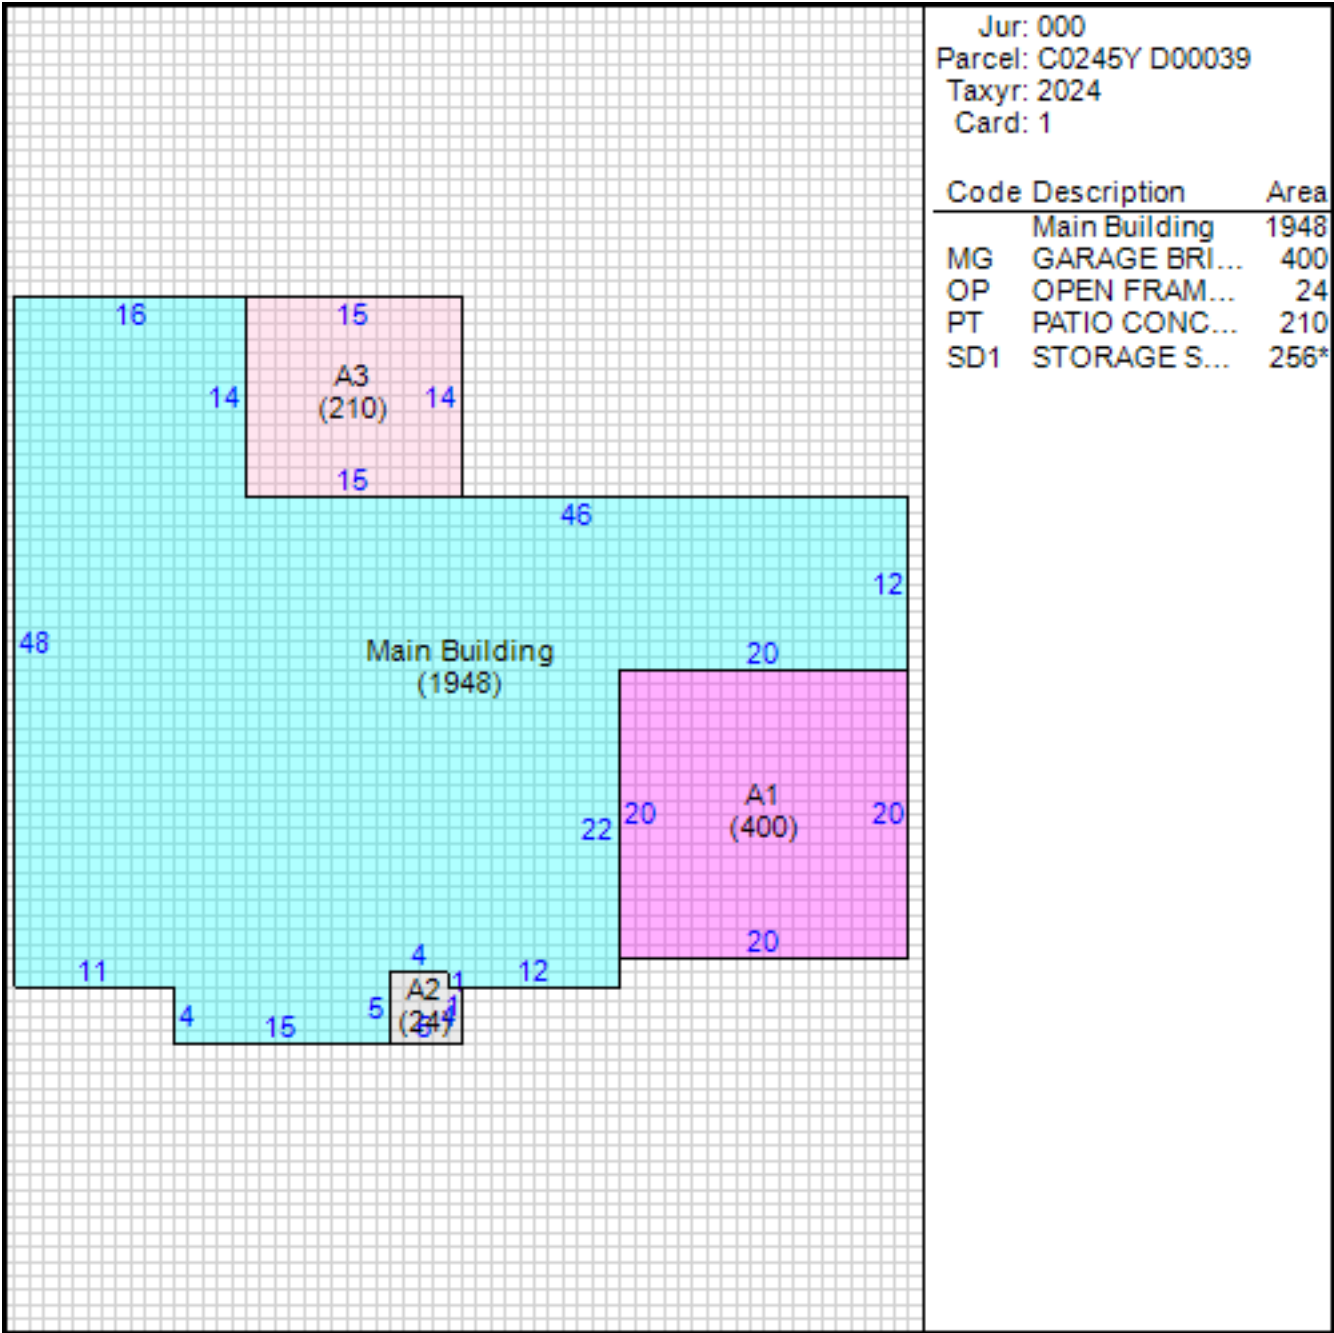 Jur: 000
Parcel: C0245Y D00039
Taxyr: 2024
Card: 1
Code Description Area
Main Building 1948
MG GARAGE BRI... 400
OP OPEN FRAM... 24
PT PATIO CONC... 210
SD1 STORAGE S... 256*
16 15
A3
14 (210) 14
15
46
12
48
Main Building
(1948)
20
A1
(400)
22 20 20
20
4
11 1 12
A2
(24)
4 15 5